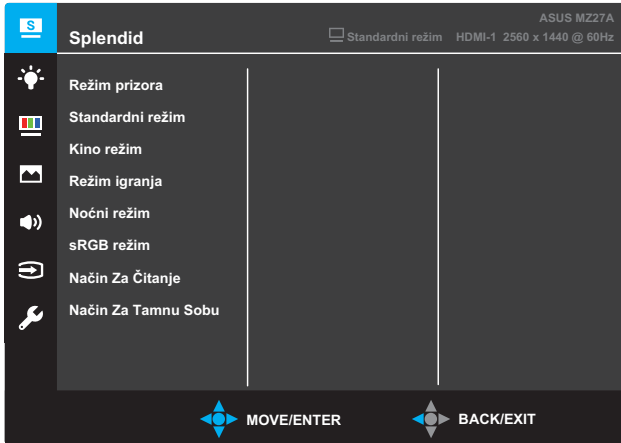 S
ASUS MZ27A
Splendid
Standardni režim HDMI-1 2560 x 1440 @ 60Hz
Režim prizora
Standardni režim
Kino režim
Režim igranja
Noćni režim
sRGB režim
Način Za Čitanje
Način Za Tamnu Sobu
MOVE/ENTER
BACK/EXIT